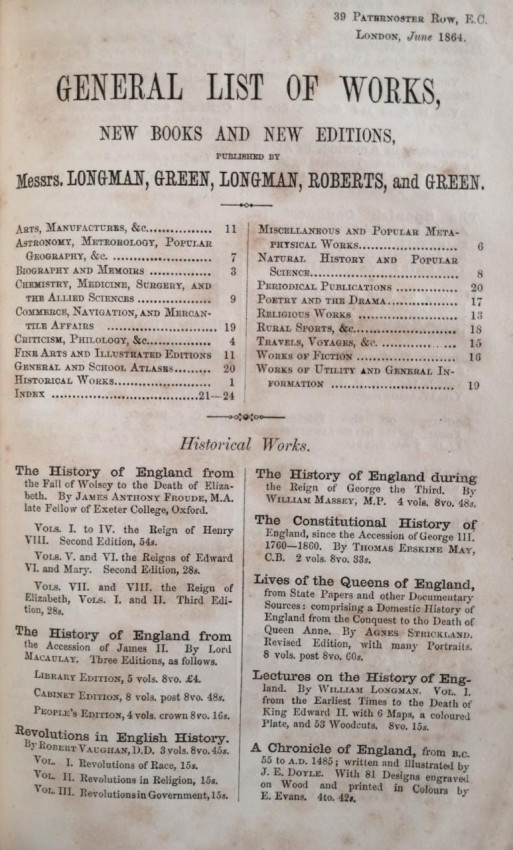 39 Paternoster Row, E.C.
London, June 1864.
GENERAL LIST OF WORKS,
NEW BOOKS AND NEW EDITIONS,
PUBLISHED BY
Messrs. LONGMAN, GREEN, LONGMAN, ROBERTS, and GREEN.
Arts, Manufactures, &c............... 11
Astronomy, Meteorology, Popular
Geography, &c. .................. 7
Biography and Memoirs ............ 3
Chemistry, Medicine, Surgery, and
the Allied Sciences .............. 9
Commerce, Navigation, and Mercan-
tile Affairs .................... 19
Criticism, Philology, &c............ 4
Fine Arts and Illustrated Editions 11
General and School Atlases........ 20
Historical Works.................... 1
Index ..........................21—24
Miscellaneous and Popular Meta-
physical Works.................. 6
Natural History and Popular
Science........................ 8
Periodical Publications ............ 20
Poetry and the Drama.............. 17
Religious Works .................. 13
Rural Sports, &c.................. 18
Travels, Voyages, &c. ............ 15
Works of Fiction .................. 16
Works of Utility and General In-
formation ...................... 19
Historical Works.
The History of England from
the Fall of Wolsey to the Death of Eliza-
beth. By James Anthony Froude, M.A.
late Fellow of Exeter College, Oxford.
Vols. I. to IV. the Reign of Henry
VIII. Second Edition, 54s.
Vols. V. and VI. the Reigns of Edward
VI. and Mary. Second Edition, 28s.
Vols. VII. and VIII. the Reign of
Elizabeth, Vols. I. and II. Third Edi-
tion, 28s.
The History of England from
the Accession of James II. By Lord
Macaulay. Three Editions, as follows.
Library Edition, 5 vols. 8vo. £4.
Cabinet Edition, 8 vols. post 8vo. 48s.
People's Edition, 4 vols. crown 8vo. 16s.
Revolutions in English History.
By Robert Vaughan, D.D. 3 vols. 8vo. 45s.
Vol. I. Revolutions of Race, 15s.
Vol. II. Revolutions in Religion, 15s.
Vol. III. Revolutions in Government, 15s.
The History of England during
the Reign of George the Third. By
William Massey, M.P. 4 vols. 8vo. 48s.
The Constitutional History of
England, since the Accession of George III.
1760—1860. By Thomas Erskine May,
C.B. 2 vols. 8vo. 33s.
Lives of the Queens of England,
from State Papers and other Documentary
Sources: comprising a Domestic History of
England from the Conquest to the Death of
Queen Anne. By Agnes Strickland.
Revised Edition, with many Portraits.
8 vols. post 8vo. 60s.
Lectures on the History of Eng-
land. By William Longman. Vol. I.
from the Earliest Times to the Death of
King Edward II. with 6 Maps, a coloured
Plate, and 53 Woodcuts. 8vo. 15s.
A Chronicle of England, from B.C.
55 to A.D. 1485; written and illustrated by
J. E. Doyle. With 81 Designs engraved
on Wood and printed in Colours by
E. Evans. 4to. 42s.